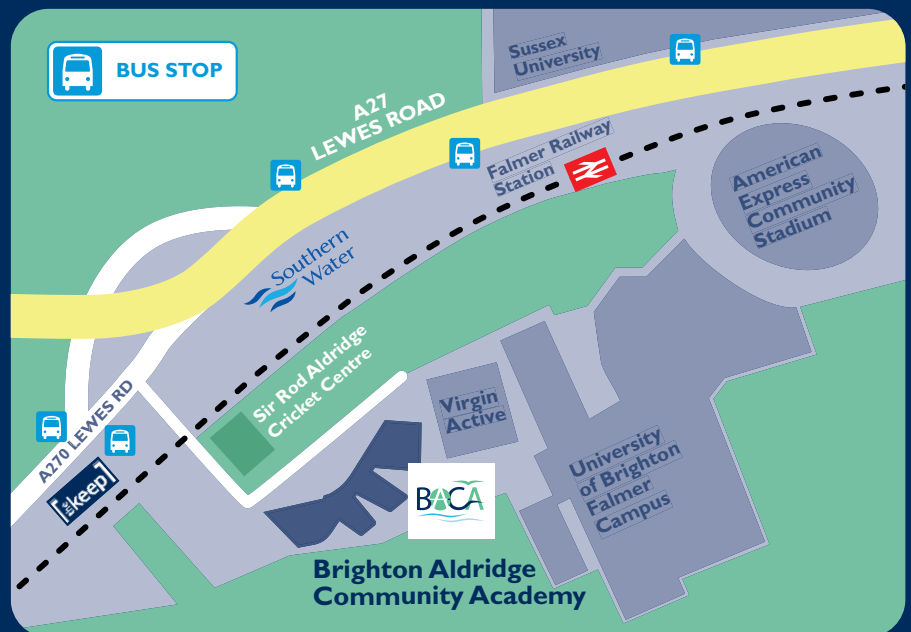 BUS STOP
Sussex
University
A27
LEWES ROAD
Falmer Railway
Station
American
Express
Community
Stadium
Southern
Water
Sir Rod Aldridge
Cricket Centre
A270 LEWES RD
the keep
Virgin
Active
University
of Brighton
Falmer
Campus
BACA
Brighton Aldridge
Community Academy